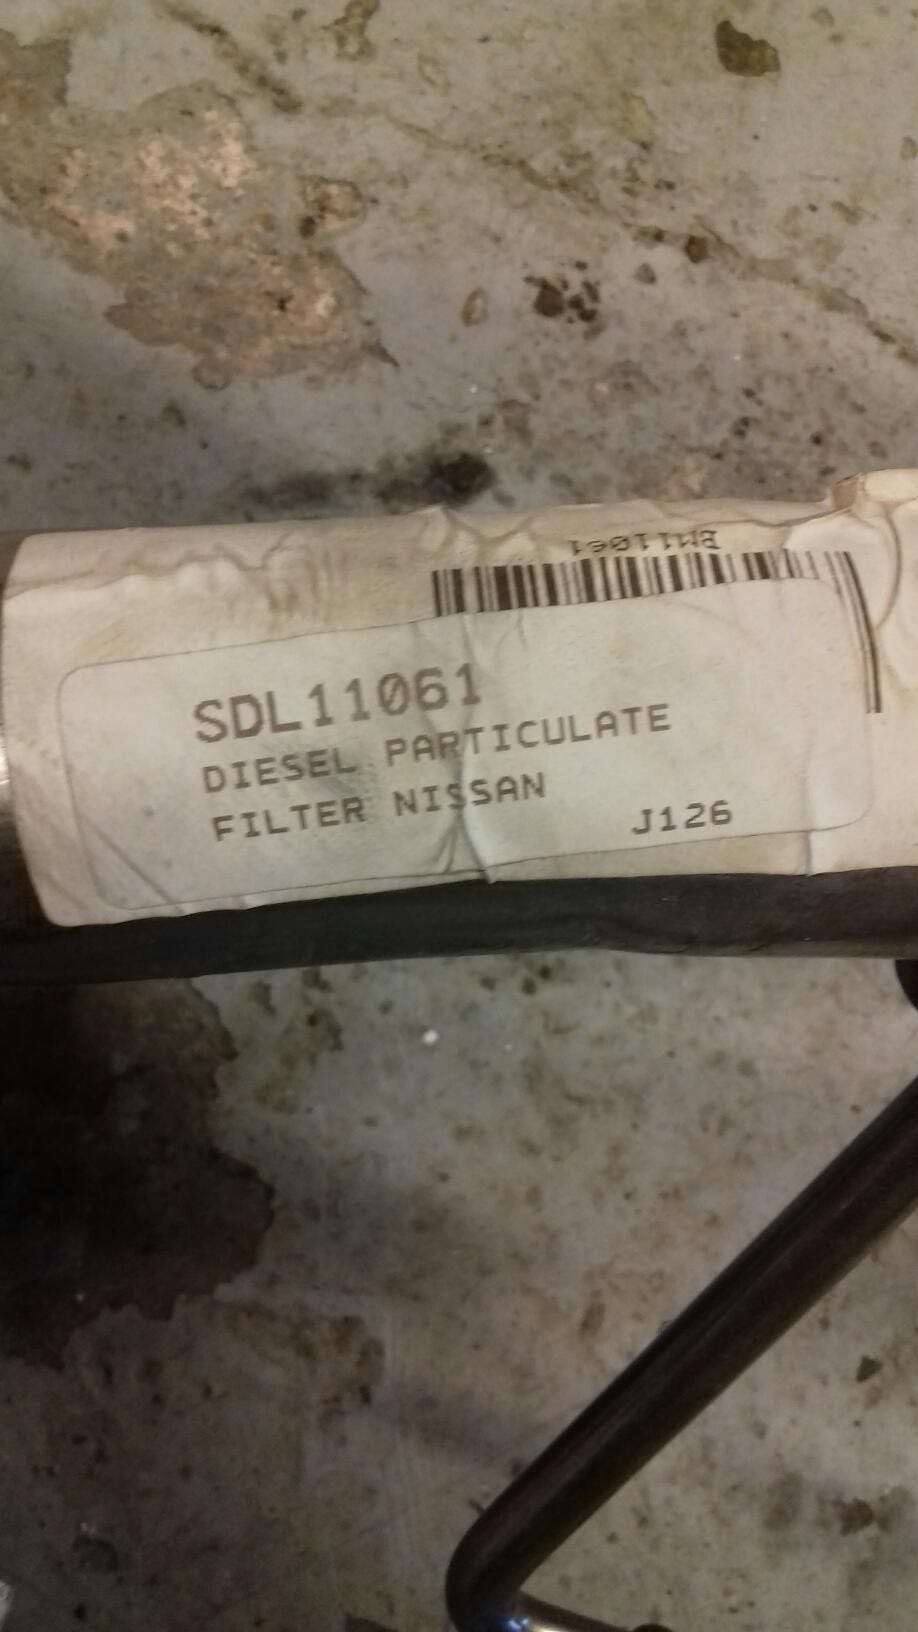 BM11061
SDL11061
DIESEL PARTICULATE
FILTER NISSAN
J126